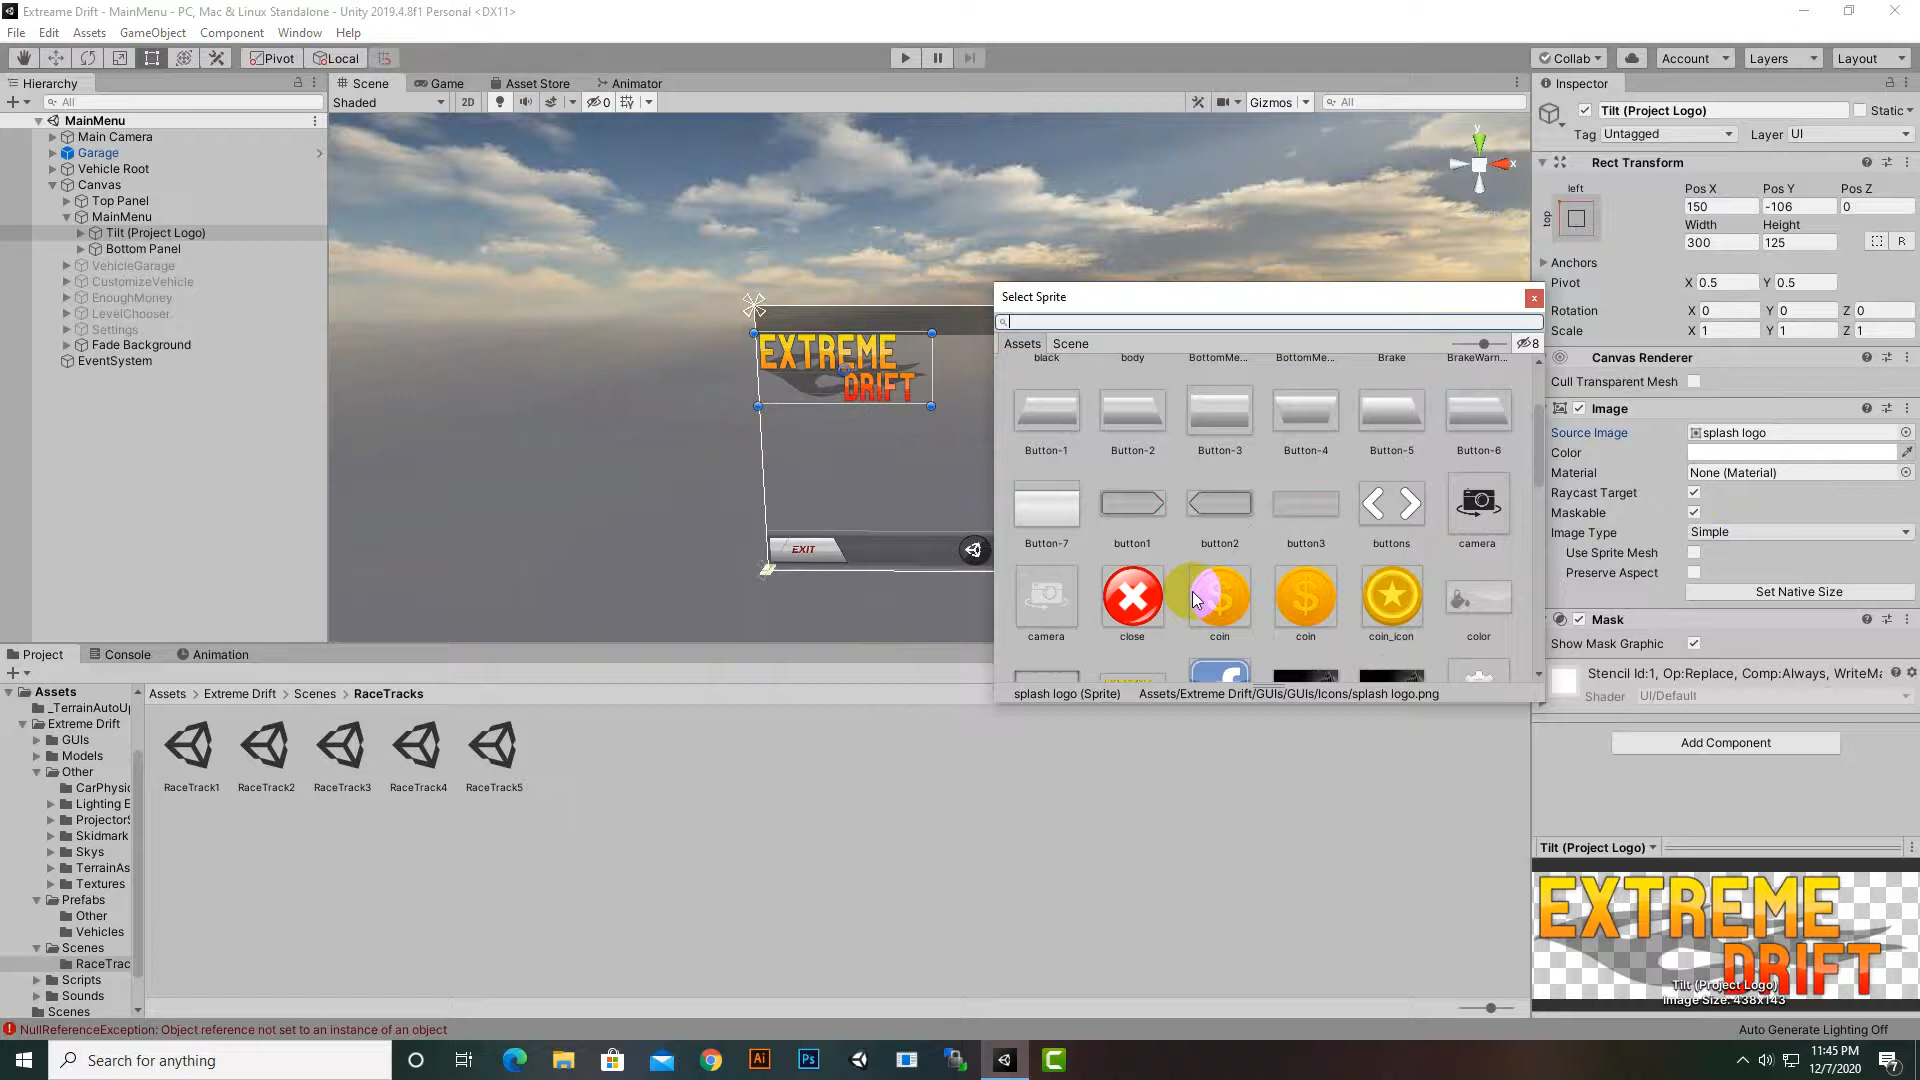 Extreame Drift - MainMenu - PC, Mac & Linux Standalone - Unity 2019.4.8f1 Personal <DX11>
File Edit Assets GameObject Component Window Help
Pivot Local Collab Account Layers Layout
Hierarchy Scene Game Asset Store Animator Inspector
All Shaded 2D 0 Gizmos All
MainMenu
Main Camera
Garage
Vehicle Root
Canvas
Top Panel
MainMenu
Tilt (Project Logo)
Bottom Panel
VehicleGarage
CustomizeVehicle
EnoughMoney
LevelChooser
Settings
Fade Background
EventSystem
EXTREME
DRIFT
EXIT
y
x
Select Sprite x
Assets Scene 8
black body BottomMe... BottomMe... Brake BrakeWarn...
Button-1 Button-2 Button-3 Button-4 Button-5 Button-6
Button-7 button1 button2 button3 buttons camera
camera close coin coin coin_icon color
splash logo (Sprite) Assets/Extreme Drift/GUIs/GUIs/Icons/splash logo.png
Tilt (Project Logo) Static
Tag Untagged Layer UI
Rect Transform
left Pos X Pos Y Pos Z
top 150 -106 0
Width Height
300 125 R
Anchors
Pivot X 0.5 Y 0.5
Rotation X 0 Y 0 Z 0
Scale X 1 Y 1 Z 1
Canvas Renderer
Cull Transparent Mesh
Image
Source Image splash logo
Color
Material None (Material)
Raycast Target
Maskable
Image Type Simple
Use Sprite Mesh
Preserve Aspect
Set Native Size
Mask
Show Mask Graphic
Stencil Id:1, Op:Replace, Comp:Always, WriteMa
Shader UI/Default
Add Component
Tilt (Project Logo)
EXTREME
DRIFT
Tilt (Project Logo)
Image Size: 438x143
Project Console Animation
Assets
_TerrainAutoU
Extreme Drift
GUIs
Models
Other
CarPhysic
Lighting E
ProjectorS
Skidmark
Skys
TerrainAs
Textures
Prefabs
Other
Vehicles
Scenes
RaceTrac
Scripts
Sounds
Scenes
Assets Extreme Drift Scenes RaceTracks
RaceTrack1 RaceTrack2 RaceTrack3 RaceTrack4 RaceTrack5
NullReferenceException: Object reference not set to an instance of an object
Auto Generate Lighting Off
Search for anything
Ai Ps
11:45 PM
12/7/2020
7